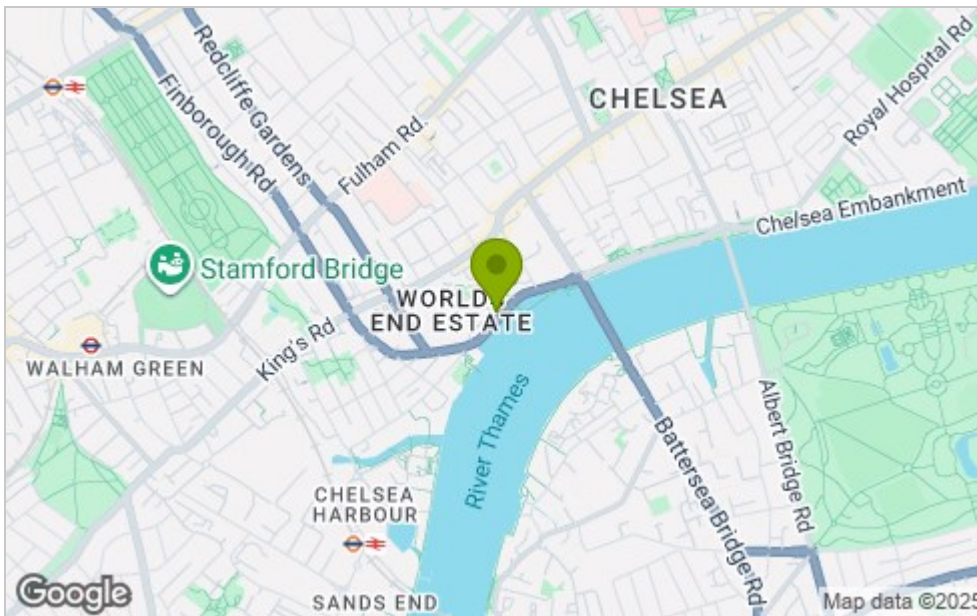 Redcliffe Gardens
Finborough Rd
Fulham Rd.
CHELSEA
Royal Hospital Rd
Chelsea Embankment
Stamford Bridge
WORLD'S
END ESTATE
King's Rd
WALHAM GREEN
River Thames
Albert Bridge Rd
Battersea Bridge Rd
CHELSEA
HARBOUR
SANDS END
Google
Map data ©2025